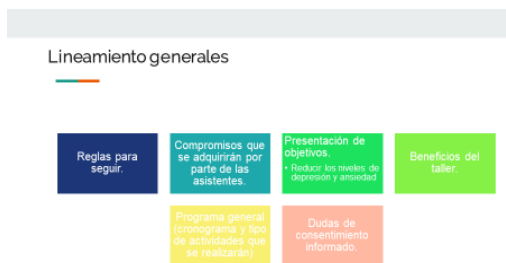 Lineamiento generales
Reglas para
seguir.
Compromisos que
se adquirirán por
parte de las
asistentes.
Presentación de
objetivos.
• Reducir los niveles de
depresión y ansiedad
Beneficios del
taller.
Programa general
(cronograma y tipo
de actividades que
se realizarán)
Dudas de
consentimiento
informado.